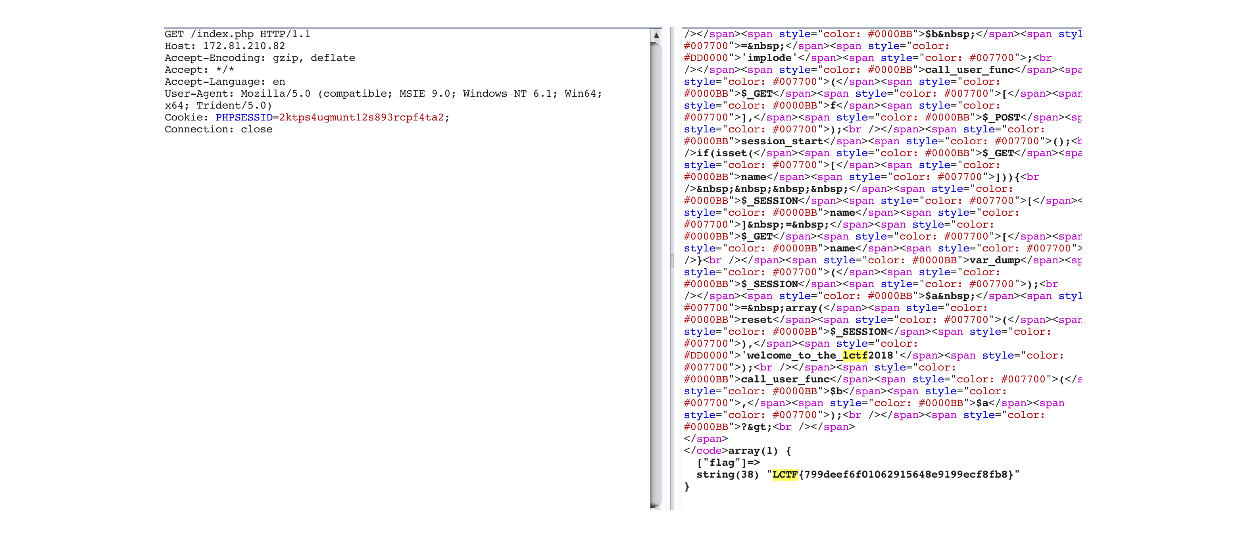 GET /index.php HTTP/1.1
Host: 172.81.210.82
Accept-Encoding: gzip, deflate
Accept: */*
Accept-Language: en
User-Agent: Mozilla/5.0 (compatible; MSIE 9.0; Windows NT 6.1; Win64;
x64; Trident/5.0)
Cookie: PHPSESSID=2ktps4ugmunt12s893rcpf4ta2;
Connection: close
/></span><span style="color: #0000BB">$b&nbsp;</span><span styl
#007700">=&nbsp;</span><span style="color:
#DD0000">'implode'</span><span style="color: #007700">;<br
/></span><span style="color: #0000BB">call_user_func</span><spa
style="color: #007700">(</span><span style="color:
#0000BB">$_GET</span><span style="color: #007700">[</span><span
style="color: #0000BB">f</span><span style="color:
#007700">],</span><span style="color: #0000BB">$_POST</span><sp
style="color: #007700">);<br /></span><span style="color:
#0000BB">session_start</span><span style="color: #007700">();<b
/>if(isset(</span><span style="color: #0000BB">$_GET</span><spa
style="color: #007700">[</span><span style="color:
#0000BB">name</span><span style="color: #007700">])){<br
/>&nbsp;&nbsp;&nbsp;&nbsp;</span><span style="color:
#0000BB">$_SESSION</span><span style="color: #007700">[</span><
style="color: #0000BB">name</span><span style="color:
#007700">]&nbsp;=&nbsp;</span><span style="color:
#0000BB">$_GET</span><span style="color: #007700">[</span><span
style="color: #0000BB">name</span><span style="color: #007700">
/>}<br /></span><span style="color: #0000BB">var_dump</span><sp
style="color: #007700">(</span><span style="color:
#0000BB">$_SESSION</span><span style="color: #007700">);<br
/></span><span style="color: #0000BB">$a&nbsp;</span><span styl
#007700">=&nbsp;array(</span><span style="color:
#0000BB">reset</span><span style="color: #007700">(</span><span
style="color: #0000BB">$_SESSION</span><span style="color:
#007700">),</span><span style="color:
#DD0000">'welcome_to_the_lctf2018'</span><span style="color:
#007700">);<br /></span><span style="color:
#0000BB">call_user_func</span><span style="color: #007700">(</s
style="color: #0000BB">$b</span><span style="color:
#007700">,</span><span style="color: #0000BB">$a</span><span
style="color: #007700">);<br /></span><span style="color:
#0000BB">?&gt;<br /></span>
</span>
</code>array(1) {
["flag"]=>
string(38) "LCTF{799deef6f01062915648e9199ecf8fb8}"
}